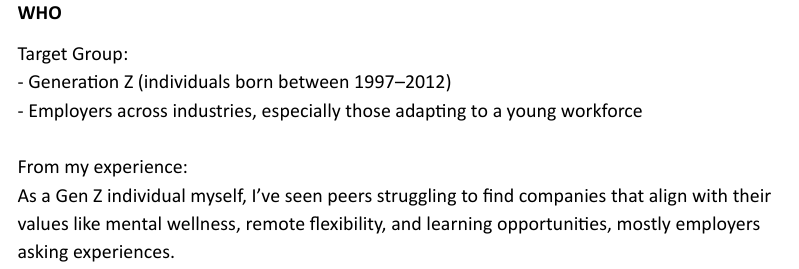 WHO
Target Group:
- Generation Z (individuals born between 1997–2012)
- Employers across industries, especially those adapting to a young workforce
From my experience:
As a Gen Z individual myself, I’ve seen peers struggling to find companies that align with their
values like mental wellness, remote flexibility, and learning opportunities, mostly employers
asking experiences.